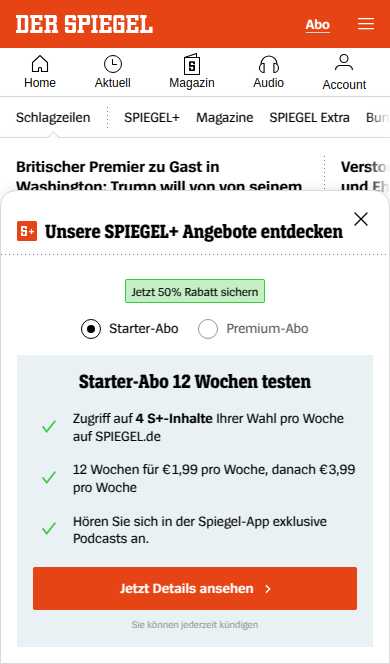 DER SPIEGEL
Abo
Home
Aktuell
Magazin
Audio
Account
Schlagzeilen
SPIEGEL+
Magazine
SPIEGEL Extra
Bun
Britischer Premier zu Gast in
Washington: Trump will von von seinem
Versto
und Eh
S+ Unsere SPIEGEL+ Angebote entdecken
Jetzt 50% Rabatt sichern
Starter-Abo
Premium-Abo
Starter-Abo 12 Wochen testen
Zugriff auf 4 S+-Inhalte Ihrer Wahl pro Woche
auf SPIEGEL.de
12 Wochen für €1,99 pro Woche, danach €3,99
pro Woche
Hören Sie sich in der Spiegel-App exklusive
Podcasts an.
Jetzt Details ansehen
Sie können jederzeit kündigen